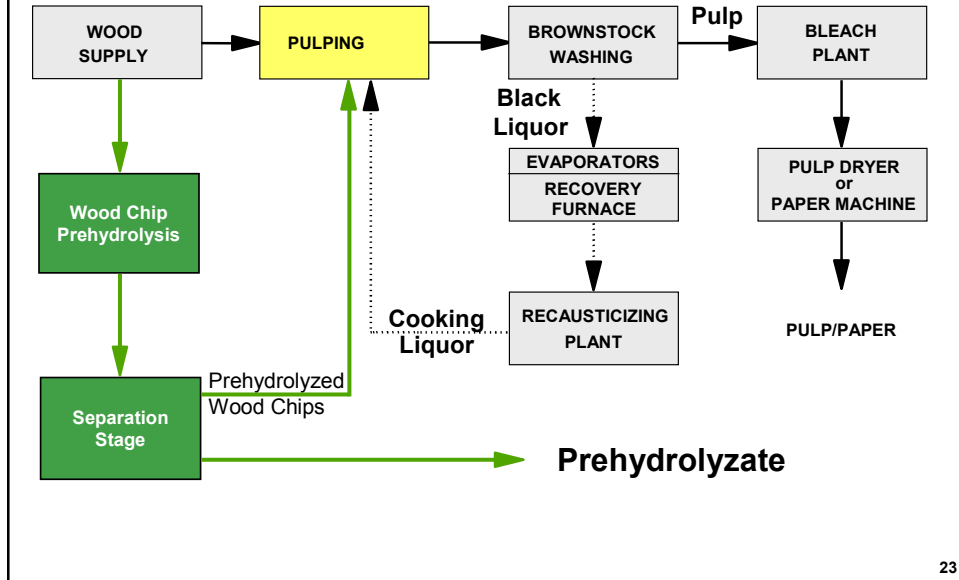 WOOD
SUPPLY
PULPING
BROWNSTOCK
WASHING
Pulp
BLEACH
PLANT
Black
Liquor
EVAPORATORS
RECOVERY
FURNACE
PULP DRYER
or
PAPER MACHINE
Wood Chip
Prehydrolysis
Cooking
Liquor
RECAUSTICIZING
PLANT
PULP/PAPER
Separation
Stage
Prehydrolyzed
Wood Chips
Prehydrolyzate
23